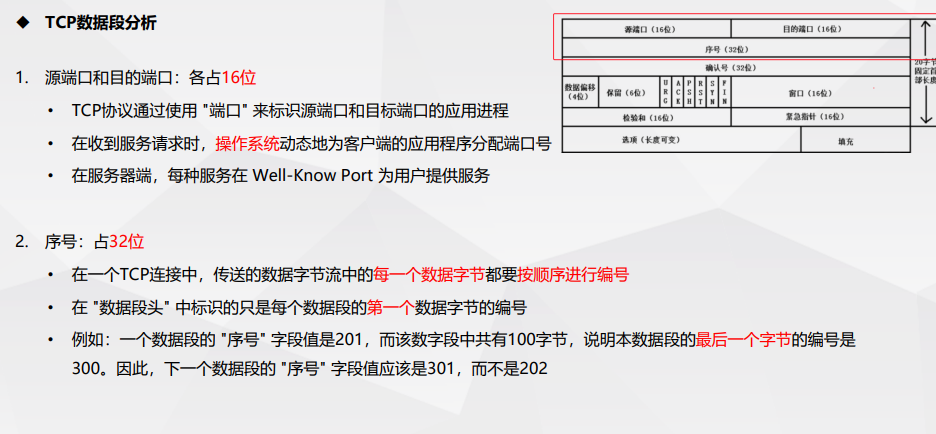 ◆ TCP数据段分析
源端口（16位） 目的端口（16位）
序号（32位）
确认号（32位）
数据偏移（4位） 保留（6位） URG ACK PSH RST SYN FIN 窗口（16位）
检验和（16位） 紧急指针（16位）
选项（长度可变） 填充
20字节
固定首
部长度
1. 源端口和目的端口：各占16位
• TCP协议通过使用 "端口" 来标识源端口和目标端口的应用进程
• 在收到服务请求时，操作系统动态地为客户端的应用程序分配端口号
• 在服务器端，每种服务在 Well-Know Port 为用户提供服务
2. 序号：占32位
• 在一个TCP连接中，传送的数据字节流中的每一个数据字节都要按顺序进行编号
• 在 "数据段头" 中标识的只是每个数据段的第一个数据字节的编号
• 例如：一个数据段的 "序号" 字段值是201，而该数字段中共有100字节，说明本数据段的最后一个字节的编号是
300。因此，下一个数据段的 "序号" 字段值应该是301，而不是202